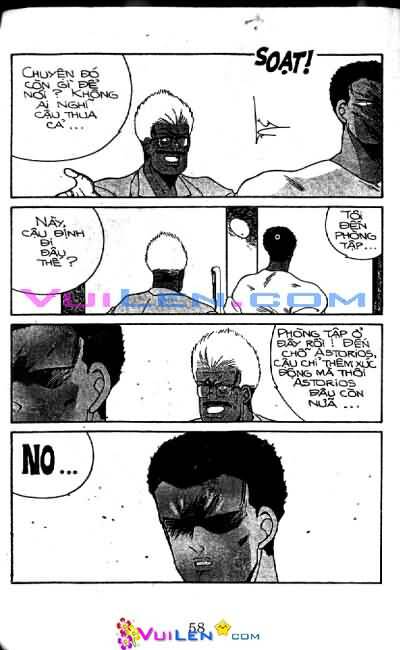 CHUYỆN ĐÓ
CÒN GÌ ĐỂ
NÓI? KHÔNG
AI NGHĨ
CẬU THUA
CẢ...
SOẠT!
NÀY,
CẬU ĐỊNH
ĐI
ĐÂU
THẾ?
TÔI
ĐẾN
PHÒNG
TẬP...
VUILEN.COM
PHÒNG TẬP Ở
ĐÂY RỒI! ĐẾN
CHỖ ASTORIOS,
CẬU CHỈ THÊM XÚC
ĐỘNG MÀ THÔI
ASTORIOS
ĐÂU CÒN
NỮA...
NO...
58
VUILEN.COM